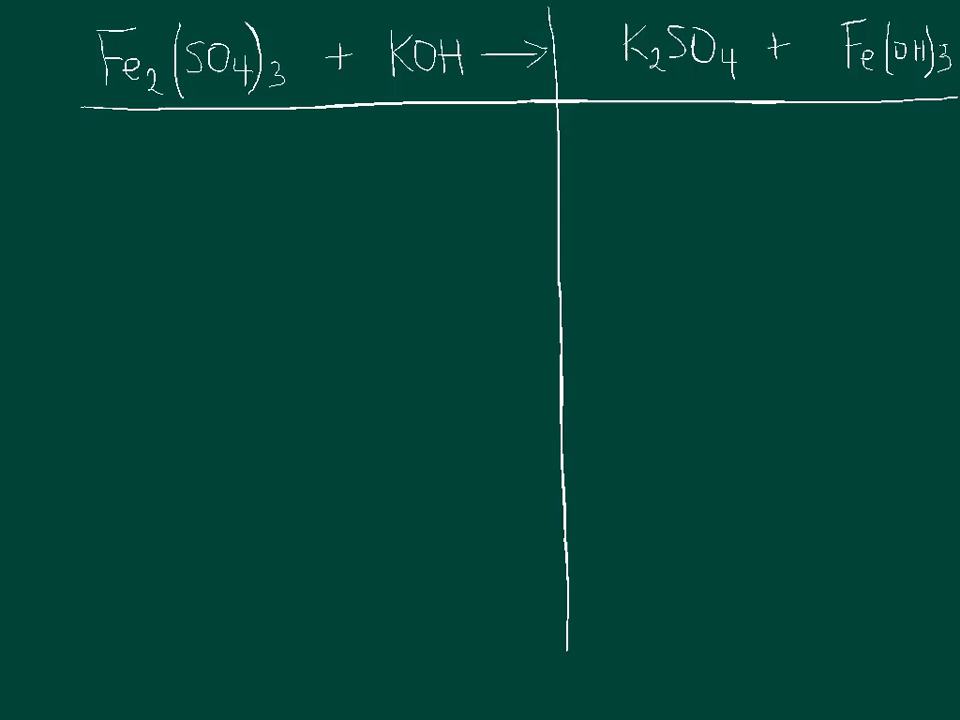 Fe₂(SO₄)₃ + KOH → K₂SO₄ + Fe(OH)₃